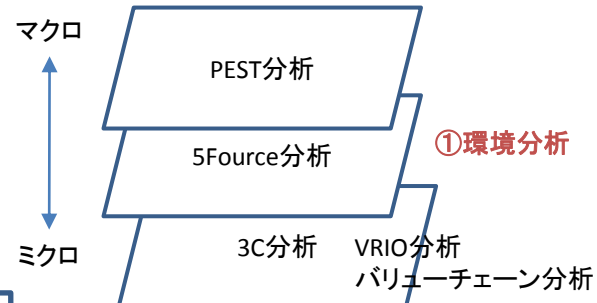 マクロ
PEST分析
5Fource分析
①環境分析
ミクロ
3C分析 VRIO分析
バリューチェーン分析